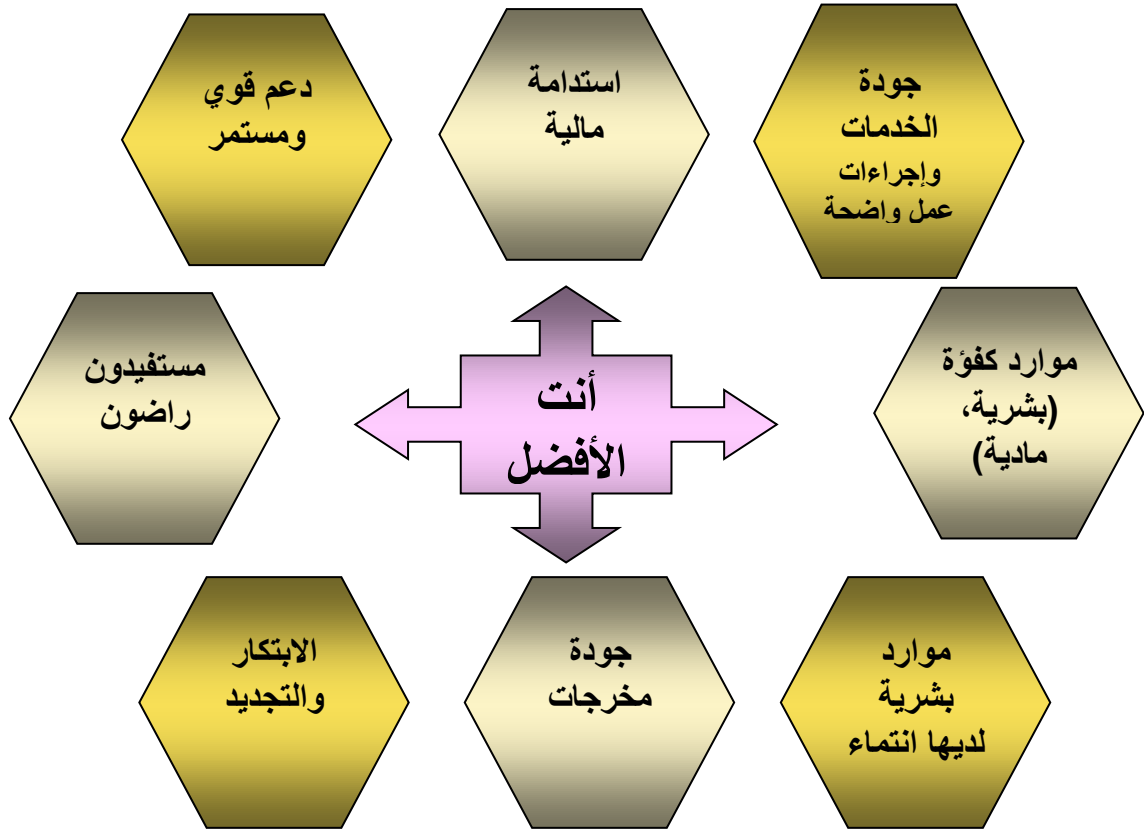 جودة
الخدمات
وإجراءات
عمل واضحة
استدامة
مالية
دعم قوي
ومستمر
موارد كفؤة
(بشرية،
مادية)
أنت
الأفضل
مستفيدون
راضون
موارد
بشرية
لديها انتماء
جودة
مخرجات
الابتكار
والتجديد